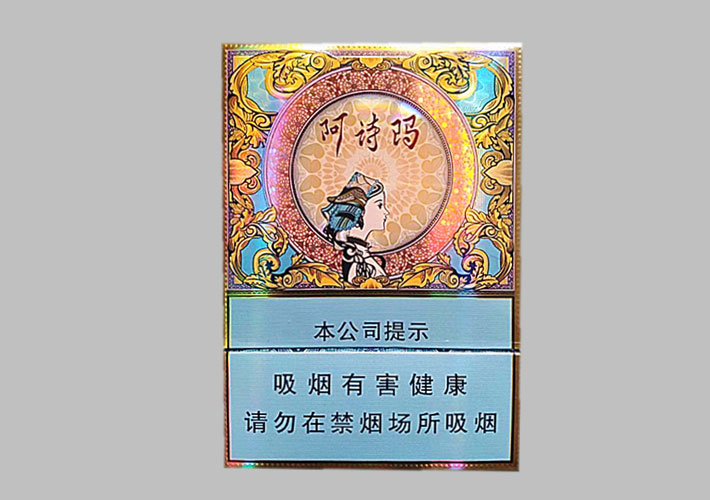 阿诗玛
本公司提示
吸烟有害健康
请勿在禁烟场所吸烟